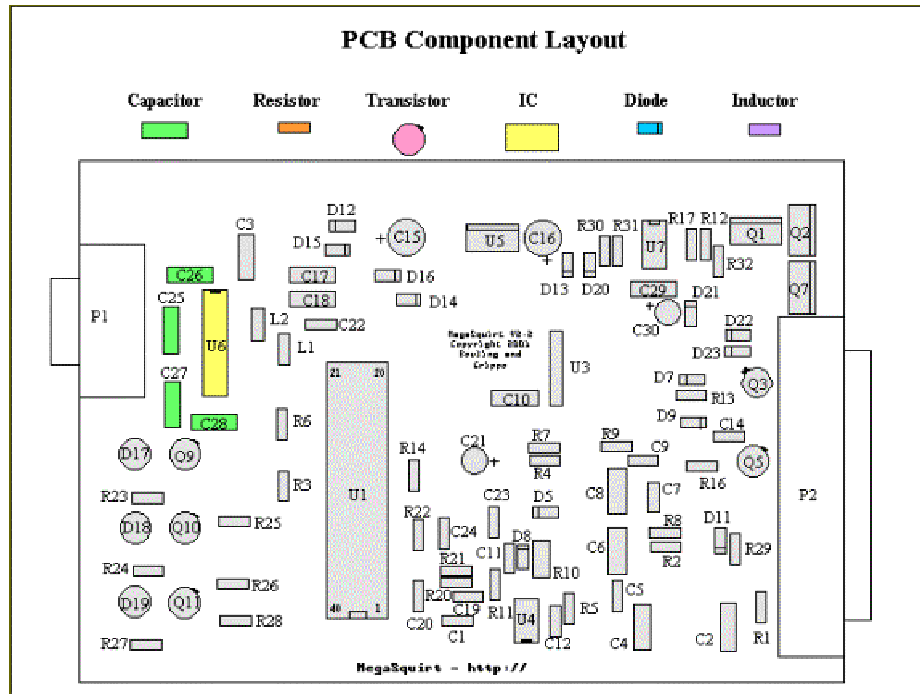 PCB Component Layout
Capacitor Resistor Transistor IC Diode Inductor
D12 C3 D15 C15 U5 C16 R30 R31 U7 R17 R12 Q1 Q2
C26 C17 D16 D13 D20 C29 D21 R32 Q7
C25 C18 D14 C30
P1 U6 L2 C22 D22
L1 MegaSquirt V2.2 U3 D23
Copyright 2001
Bowling and
Grippo
21 20
C27 C10 D7 Q3
R13
C28 R6 D9 C14
D17 Q9 R14 C21 R7 R9 C9 Q5
R4 R16
R3 U1 C8 C7 P2
R23 C23 D5
D18 Q10 R25 R22 C24 D8 C6 R8 D11
C11 R2 R29
R24 R21 R10
D19 Q11 R26 R20 C19 R11 C5
R28 40 1 C20 C1 U4 C12 R5 C4 C2 R1
R27
MegaSquirt - http://